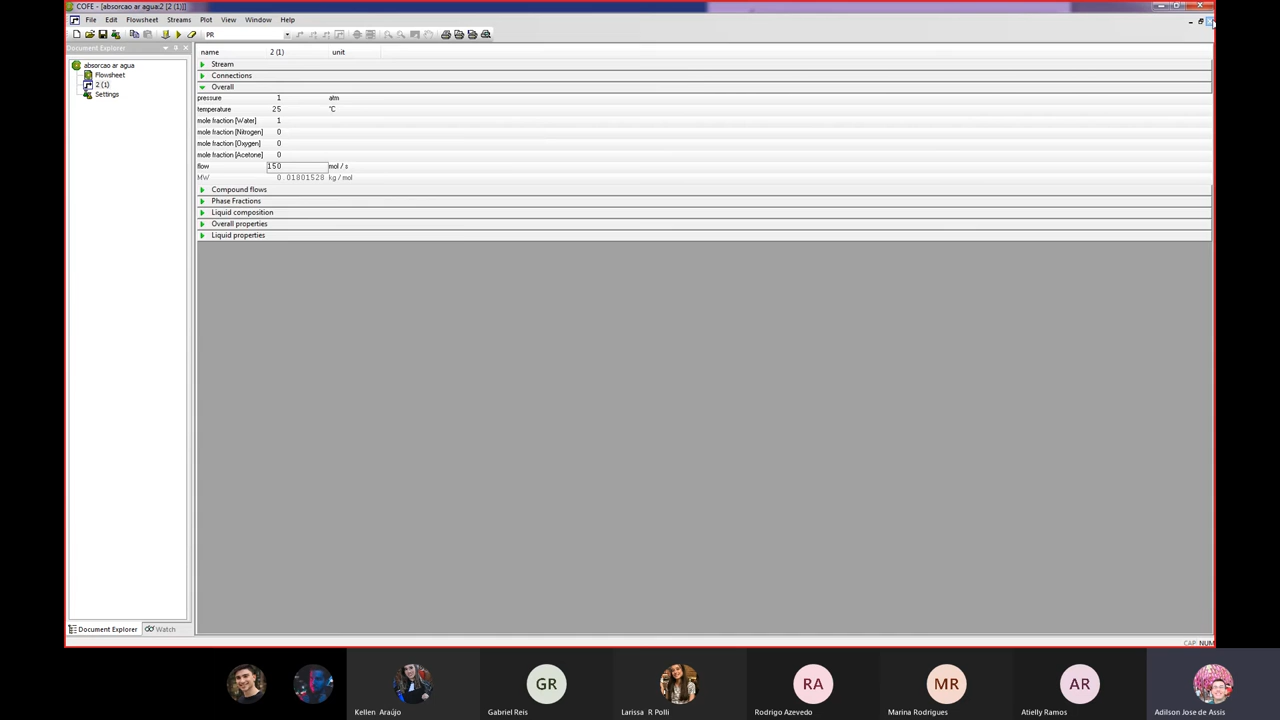 COFE - [absorcao ar agua:2 [2 (1)]]
File Edit Flowsheet Streams Plot View Window Help
PR
Document Explorer
absorcao ar agua
Flowsheet
2 (1)
Settings
name 2 (1) unit
Stream
Connections
Overall
pressure 1 atm
temperature 25 °C
mole fraction [Water] 1
mole fraction [Nitrogen] 0
mole fraction [Oxygen] 0
mole fraction [Acetone] 0
flow 150 mol / s
MW 0.01801528 kg / mol
Compound flows
Phase Fractions
Liquid composition
Overall properties
Liquid properties
Document Explorer Watch
CAP NUM
GR RA MR AR
Kellen Araújo Gabriel Reis Larissa R Polli Rodrigo Azevedo Marina Rodrigues Atielly Ramos Adilson Jose de Assis